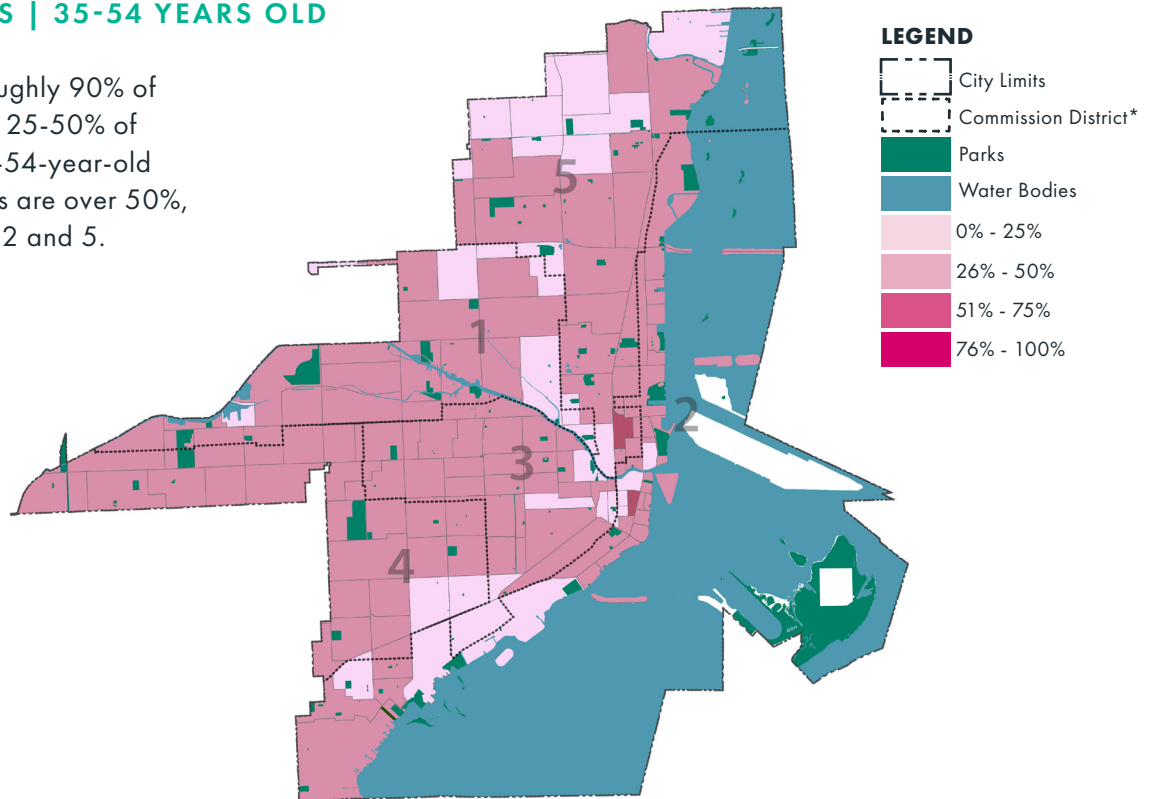 S | 35-54 YEARS OLD
ughly 90% of
25-50% of
-54-year-old
s are over 50%,
2 and 5.
LEGEND
City Limits
Commission District*
Parks
Water Bodies
0% - 25%
26% - 50%
51% - 75%
76% - 100%
5
1
2
3
4